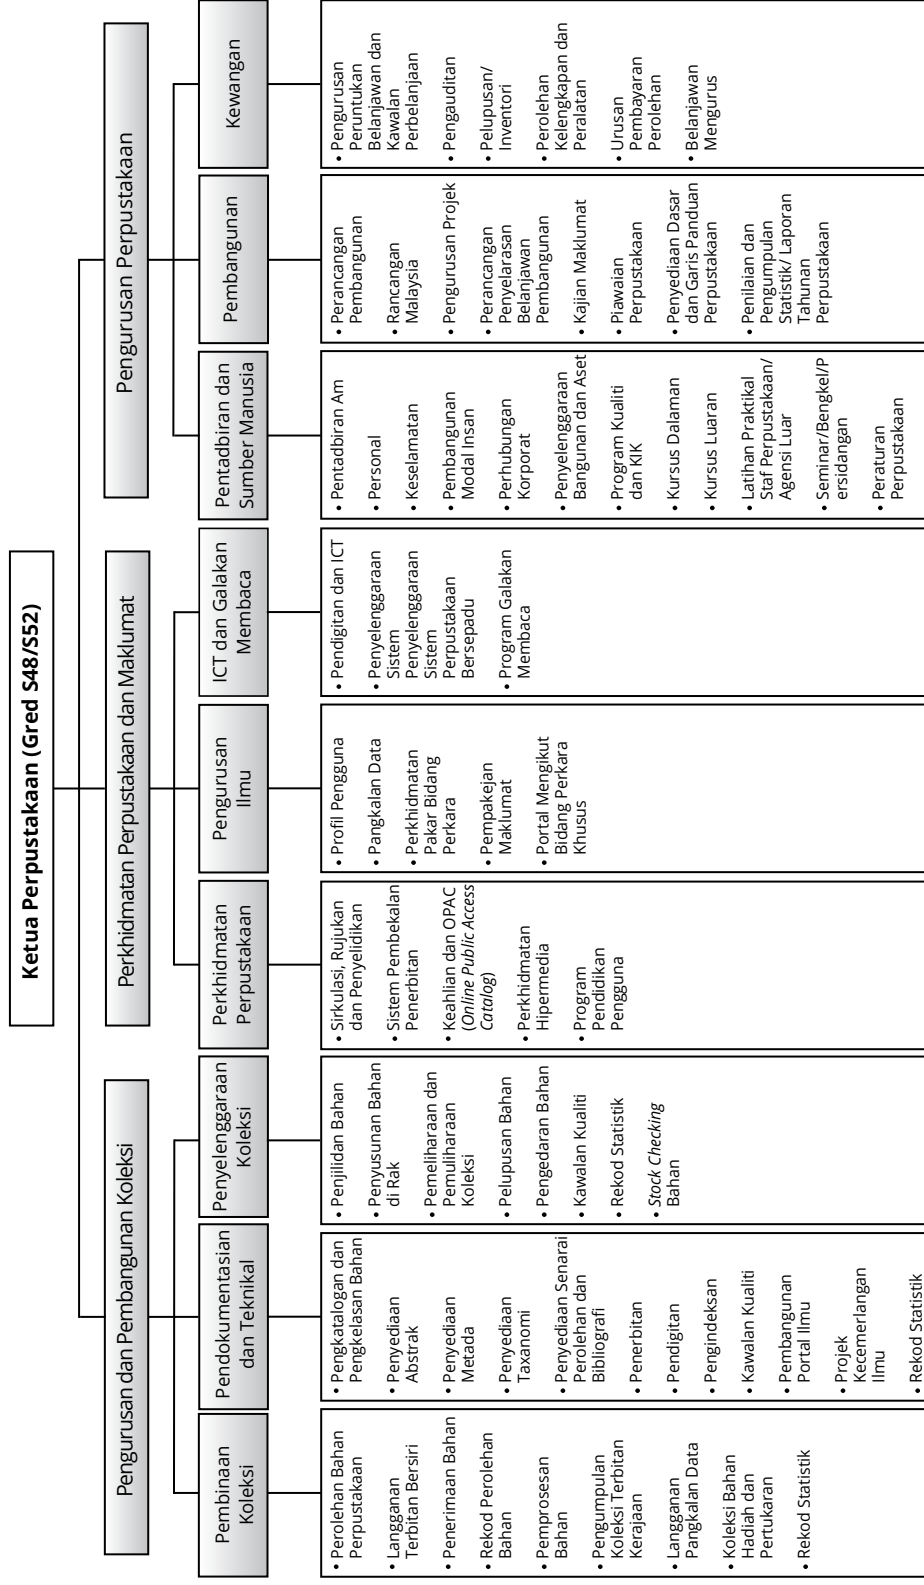 Ketua Perpustakaan (Gred S48/S52)
Pengurusan dan Pembangunan Koleksi
Pembinaan
Koleksi
• Perolehan Bahan
Perpustakaan
• Langganan
Terbitan Bersiri
• Penerimaan Bahan
• Rekod Perolehan
Bahan
• Pemprosesan
Bahan
• Pengumpulan
Koleksi Terbitan
Kerajaan
• Langganan
Pangkalan Data
• Koleksi Bahan
Hadiah dan
Pertukaran
• Rekod Statistik
Pendokumentasian
dan Teknikal
• Pengkatalogan dan
Pengkelasan Bahan
• Penyediaan
Abstrak
• Penyediaan
Metada
• Penyediaan
Taxanomi
• Penyediaan Senarai
Perolehan dan
Bibliografi
• Penerbitan
• Pendigitan
• Pengindeksan
• Kawalan Kualiti
• Pembangunan
Portal Ilmu
• Projek
Kecemerlangan
Ilmu
• Rekod Statistik
Penyelenggaraan
Koleksi
• Penjilidan Bahan
• Penyusunan Bahan
di Rak
• Pemeliharaan dan
Pemuliharaan
Koleksi
• Pelupusan Bahan
• Pengedaran Bahan
• Kawalan Kualiti
• Rekod Statistik
• Stock Checking
Bahan
Perkhidmatan Perpustakaan dan Maklumat
Perkhidmatan
Perpustakaan
• Sirkulasi, Rujukan
dan Penyelidikan
• Sistem Pembekalan
Penerbitan
• Keahlian dan OPAC
(Online Public Access
Catalog)
• Perkhidmatan
Hipermedia
• Program
Pendidikan
Pengguna
Pengurusan
Ilmu
• Profil Pengguna
• Pangkalan Data
• Perkhidmatan
Pakar Bidang
Perkara
• Pempakejan
Maklumat
• Portal Mengikut
Bidang Perkara
Khusus
ICT dan Galakan
Membaca
• Pendigitan dan ICT
• Penyelenggaraan
Sistem
Penyelenggaraan
Sistem
Perpustakaan
Bersepadu
• Program Galakan
Membaca
Pengurusan Perpustakaan
Pentadbiran dan
Sumber Manusia
• Pentadbiran Am
• Personal
• Keselamatan
• Pembangunan
Modal Insan
• Perhubungan
Korporat
• Penyelenggaraan
Bangunan dan Aset
• Program Kualiti
dan KIK
• Kursus Dalaman
• Kursus Luaran
• Latihan Praktikal
Staf Perpustakaan/
Agensi Luar
• Seminar/Bengkel/P
ersidangan
• Peraturan
Perpustakaan
Pembangunan
• Perancangan
Pembangunan
• Rancangan
Malaysia
• Pengurusan Projek
• Perancangan
Penyelarasan
Belanjawan
Pembangunan
• Kajian Maklumat
• Piawaian
Perpustakaan
• Penyediaan Dasar
dan Garis Panduan
Perpustakaan
• Penilaian dan
Pengumpulan
Statistik/ Laporan
Tahunan
Perpustakaan
Kewangan
• Pengurusan
Peruntukan
Belanjawan dan
Kawalan
Perbelanjaan
• Pengauditan
• Pelupusan/
Inventori
• Perolehan
Kelengkapan dan
Peralatan
• Urusan
Pembayaran
Perolehan
• Belanjawan
Mengurus